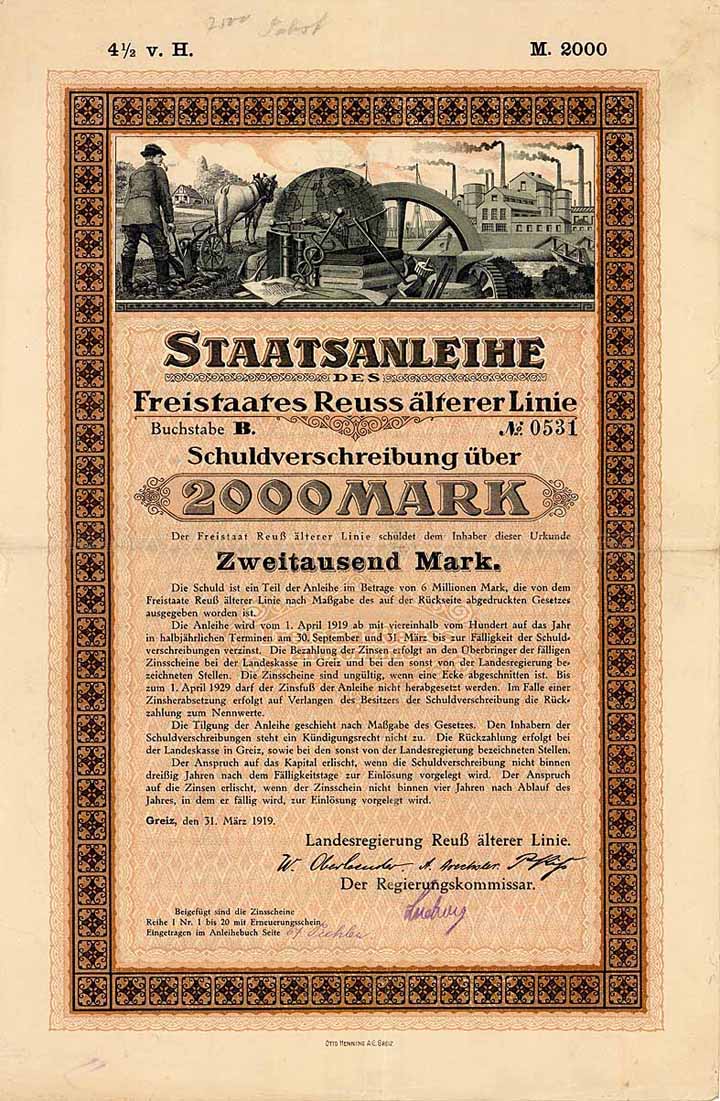 2500
4½ v. H. M. 2000
STAATSANLEIHE
DES
Freistaates Reuss älterer Linie
Buchstabe B. № 0531
Schuldverschreibung über
2000 MARK
Der Freistaat Reuß älterer Linie schuldet dem Inhaber dieser Urkunde
Zweitausend Mark.
Die Schuld ist ein Teil der Anleihe im Betrage von 6 Millionen Mark, die von dem
Freistaate Reuß älterer Linie nach Maßgabe des auf der Rückseite abgedruckten Gesetzes
ausgegeben worden ist.
Die Anleihe wird vom 1. April 1919 ab mit viereinhalb vom Hundert auf das Jahr
in halbjährlichen Terminen am 30. September und 31. März bis zur Fälligkeit der Schuld-
verschreibungen verzinst. Die Bezahlung der Zinsen erfolgt an den Überbringer der fälligen
Zinsscheine bei der Landeskasse in Greiz und bei den sonst von der Landesregierung be-
zeichneten Stellen. Die Zinsscheine sind ungültig, wenn eine Ecke abgeschnitten ist. Bis
zum 1. April 1929 darf der Zinsfuß der Anleihe nicht herabgesetzt werden. Im Falle einer
Zinsherabsetzung erfolgt auf Verlangen des Besitzers der Schuldverschreibung die Rück-
zahlung zum Nennwerte.
Die Tilgung der Anleihe geschieht nach Maßgabe des Gesetzes. Den Inhabern der
Schuldverschreibungen steht ein Kündigungsrecht nicht zu. Die Rückzahlung erfolgt bei
der Landeskasse in Greiz, sowie bei den sonst von der Landesregierung bezeichneten Stellen.
Der Anspruch auf das Kapital erlischt, wenn die Schuldverschreibung nicht binnen
dreißig Jahren nach dem Fälligkeitstage zur Einlösung vorgelegt wird. Der Anspruch
auf die Zinsen erlischt, wenn der Zinsschein nicht binnen vier Jahren nach Ablauf des
Jahres, in dem er fällig wird, zur Einlösung vorgelegt wird.
Greiz, den 31. März 1919.
Landesregierung Reuß älterer Linie.
W. Oberlaender
Der Regierungskommissar.
Beigefügt sind die Zinsscheine
Reihe I Nr. 1 bis 20 mit Erneuerungsschein.
Eingetragen im Anleihebuch Seite
OTTO HENNING A.G. GREIZ